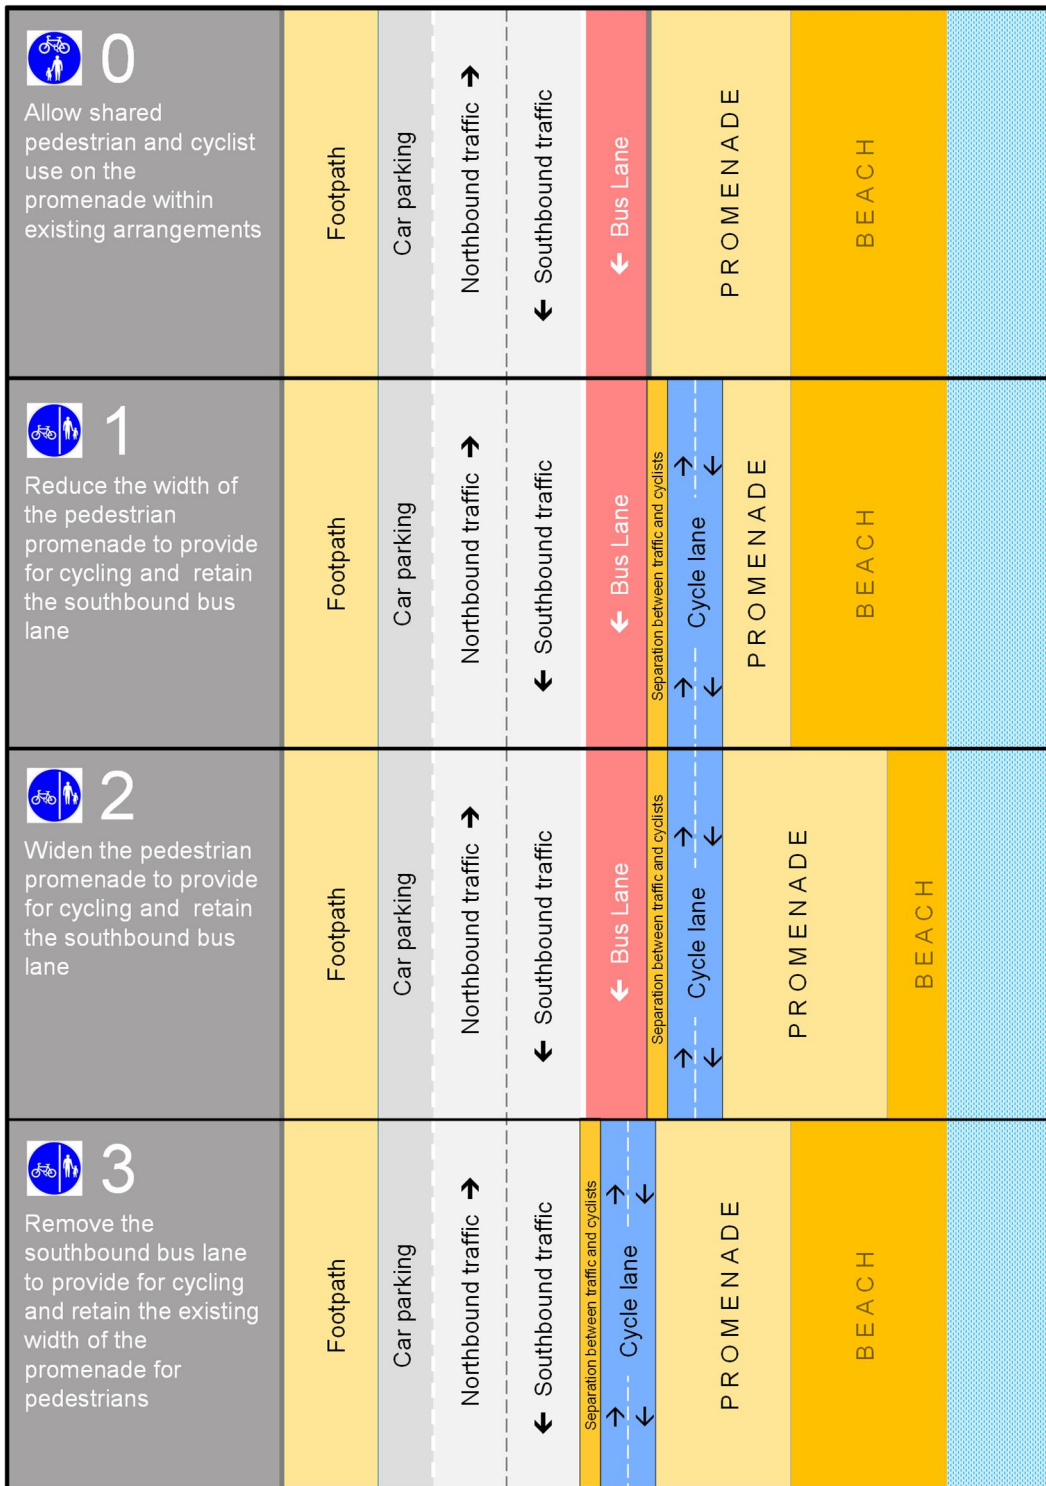 0
Allow shared
pedestrian and cyclist
use on the
promenade within
existing arrangements
Footpath
Car parking
Northbound traffic →
← Southbound traffic
← Bus Lane
PROMENADE
BEACH
1
Reduce the width of
the pedestrian
promenade to provide
for cycling and retain
the southbound bus
lane
Footpath
Car parking
Northbound traffic →
← Southbound traffic
← Bus Lane
Separation between traffic and cyclists
Cycle lane
PROMENADE
BEACH
2
Widen the pedestrian
promenade to provide
for cycling and retain
the southbound bus
lane
Footpath
Car parking
Northbound traffic →
← Southbound traffic
← Bus Lane
Separation between traffic and cyclists
Cycle lane
PROMENADE
BEACH
3
Remove the
southbound bus lane
to provide for cycling
and retain the existing
width of the
promenade for
pedestrians
Footpath
Car parking
Northbound traffic →
← Southbound traffic
Separation between traffic and cyclists
Cycle lane
PROMENADE
BEACH